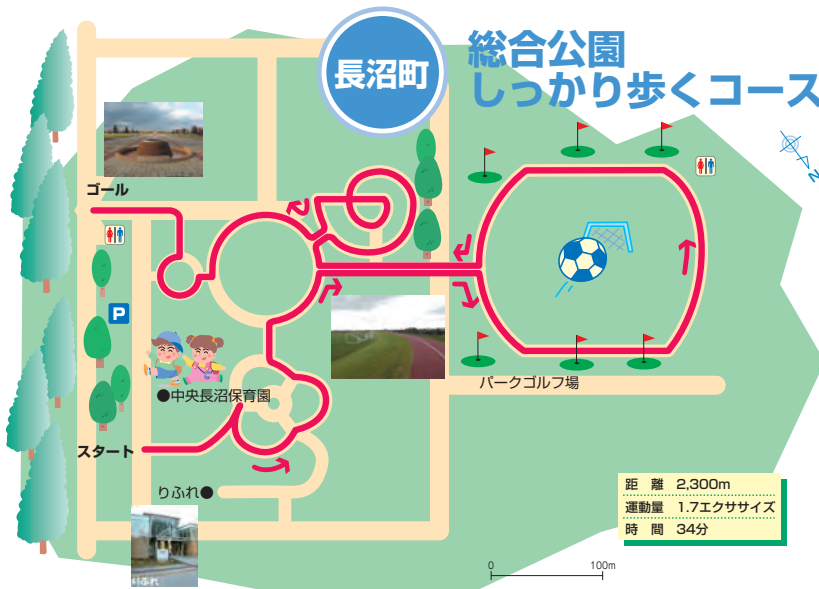 長沼町
総合公園
しっかり歩くコース
N
ゴール
P
●中央長沼保育園
パークゴルフ場
スタート
りふれ●
りふれ
距　離　2,300m
運動量　1.7エクササイズ
時　間　34分
0　100m